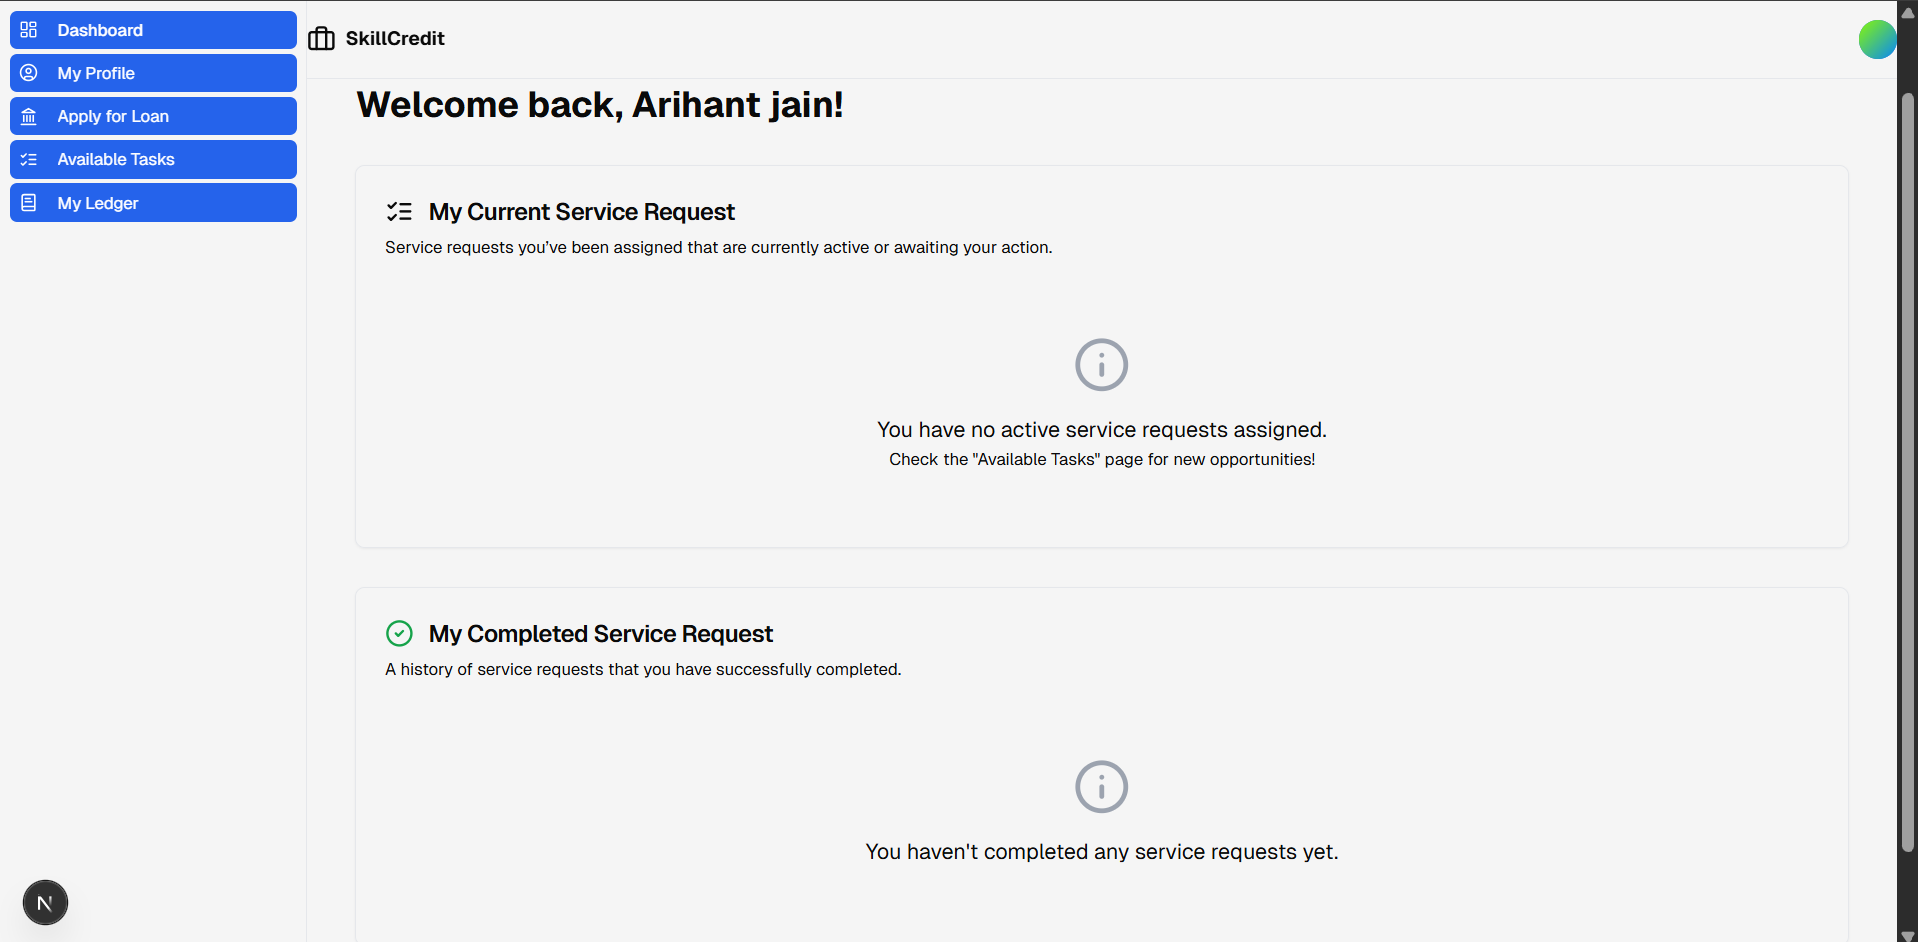 Dashboard
My Profile
Apply for Loan
Available Tasks
My Ledger
SkillCredit
Welcome back, Arihant jain!
My Current Service Request
Service requests you’ve been assigned that are currently active or awaiting your action.
You have no active service requests assigned.
Check the "Available Tasks" page for new opportunities!
My Completed Service Request
A history of service requests that you have successfully completed.
You haven't completed any service requests yet.
N